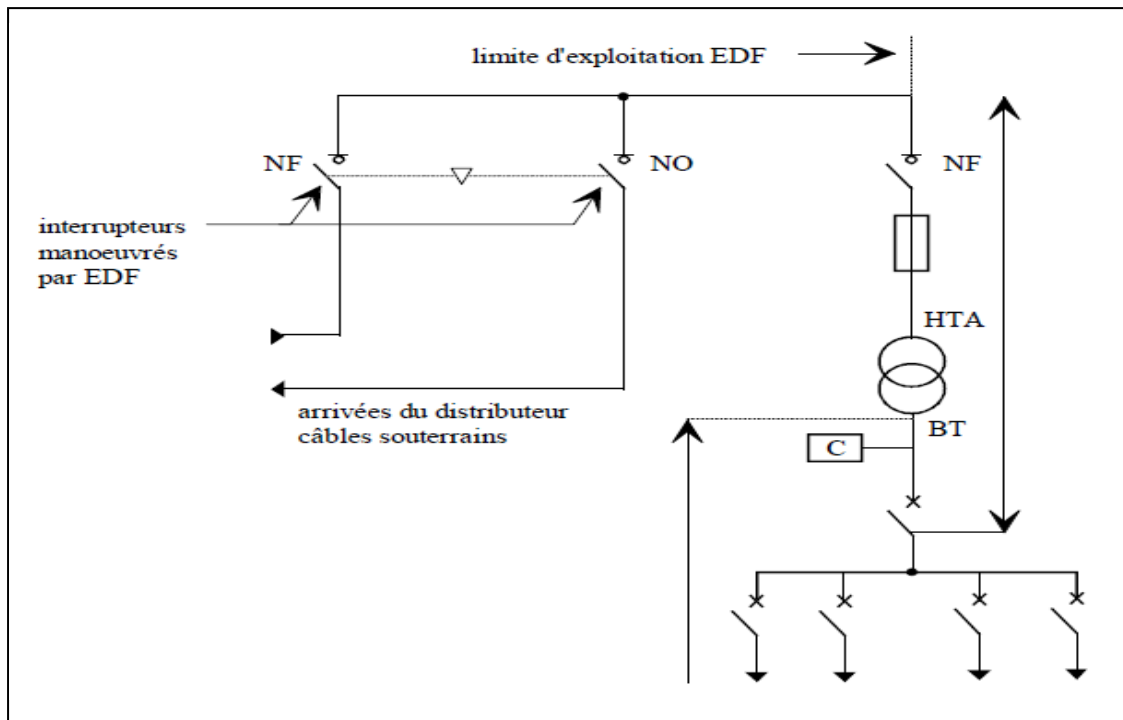 limite d'exploitation EDF
NF
NO
NF
interrupteurs
manoeuvrés
par EDF
HTA
arrivées du distributeur
câbles souterrains
BT
C